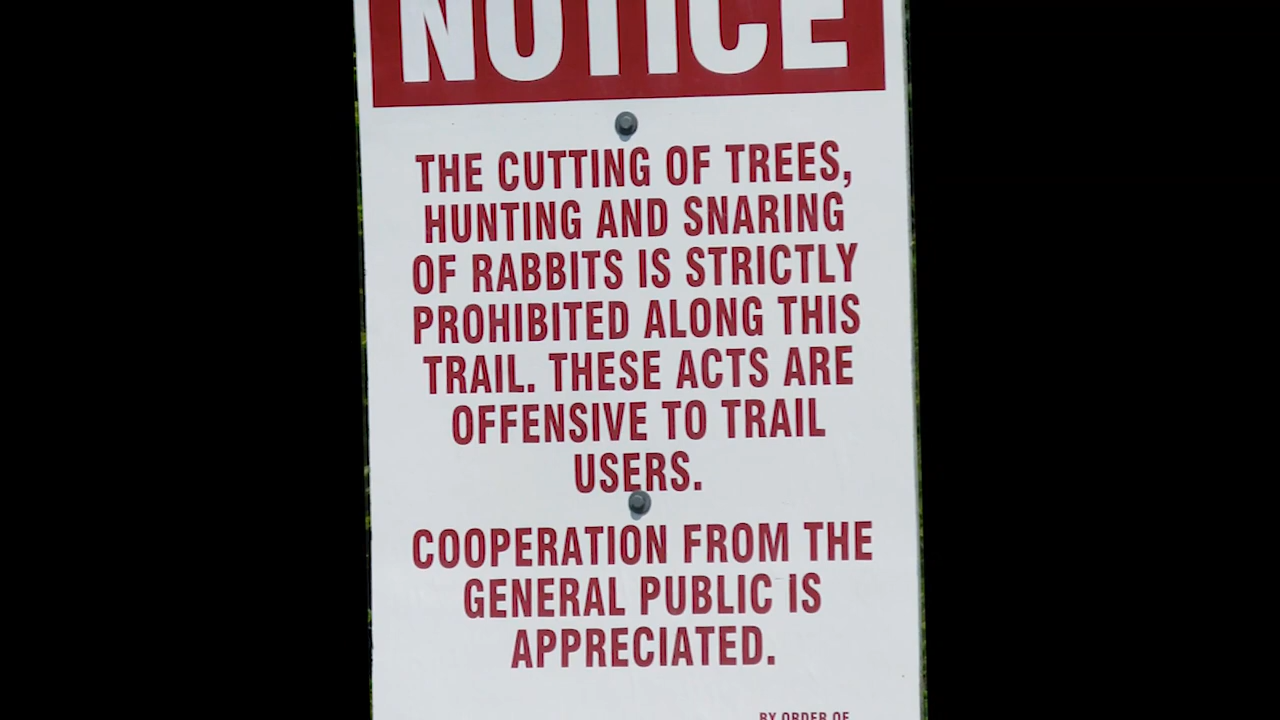 NOTICE
THE CUTTING OF TREES,
HUNTING AND SNARING
OF RABBITS IS STRICTLY
PROHIBITED ALONG THIS
TRAIL. THESE ACTS ARE
OFFENSIVE TO TRAIL
USERS.
COOPERATION FROM THE
GENERAL PUBLIC IS
APPRECIATED.
BY ORDER OF